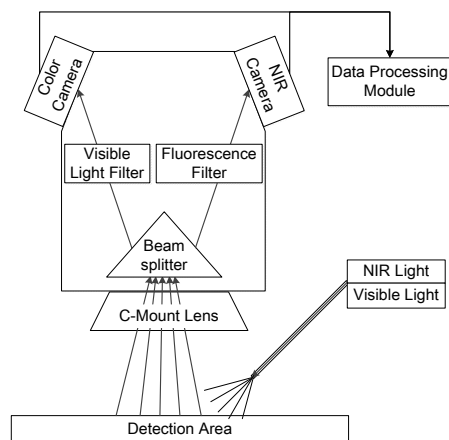 Color
Camera
NIR
Camera
Data Processing
Module
Visible
Light Filter
Fluorescence
Filter
Beam
splitter
NIR Light
Visible Light
C-Mount Lens
Detection Area